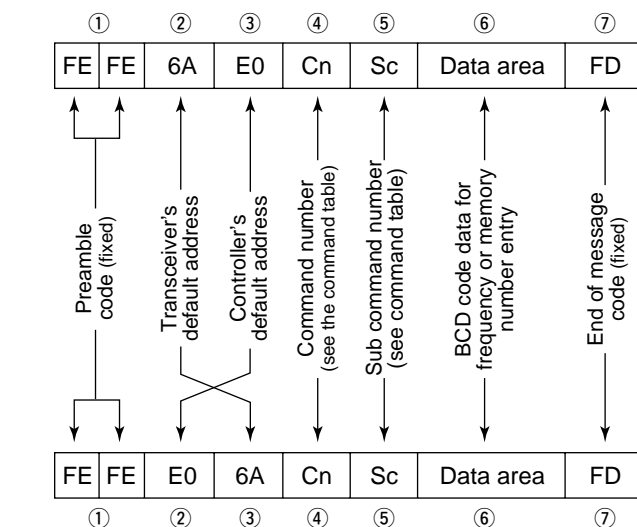 ① ② ③ ④ ⑤ ⑥ ⑦
FE FE 6A E0 Cn Sc Data area FD
Preamble
code (fixed)
Transceiver's
default address
Controller's
default address
Command number
(see the command table)
Sub command number
(see command table)
BCD code data for
frequency or memory
number entry
End of message
code (fixed)
FE FE E0 6A Cn Sc Data area FD
① ② ③ ④ ⑤ ⑥ ⑦